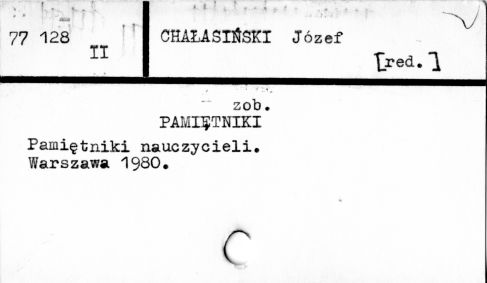 77 128
II
CHAŁASIŃSKI Józef
[red.]
zob.
PAMIĘTNIKI
Pamiętniki nauczycieli.
Warszawa 1980.